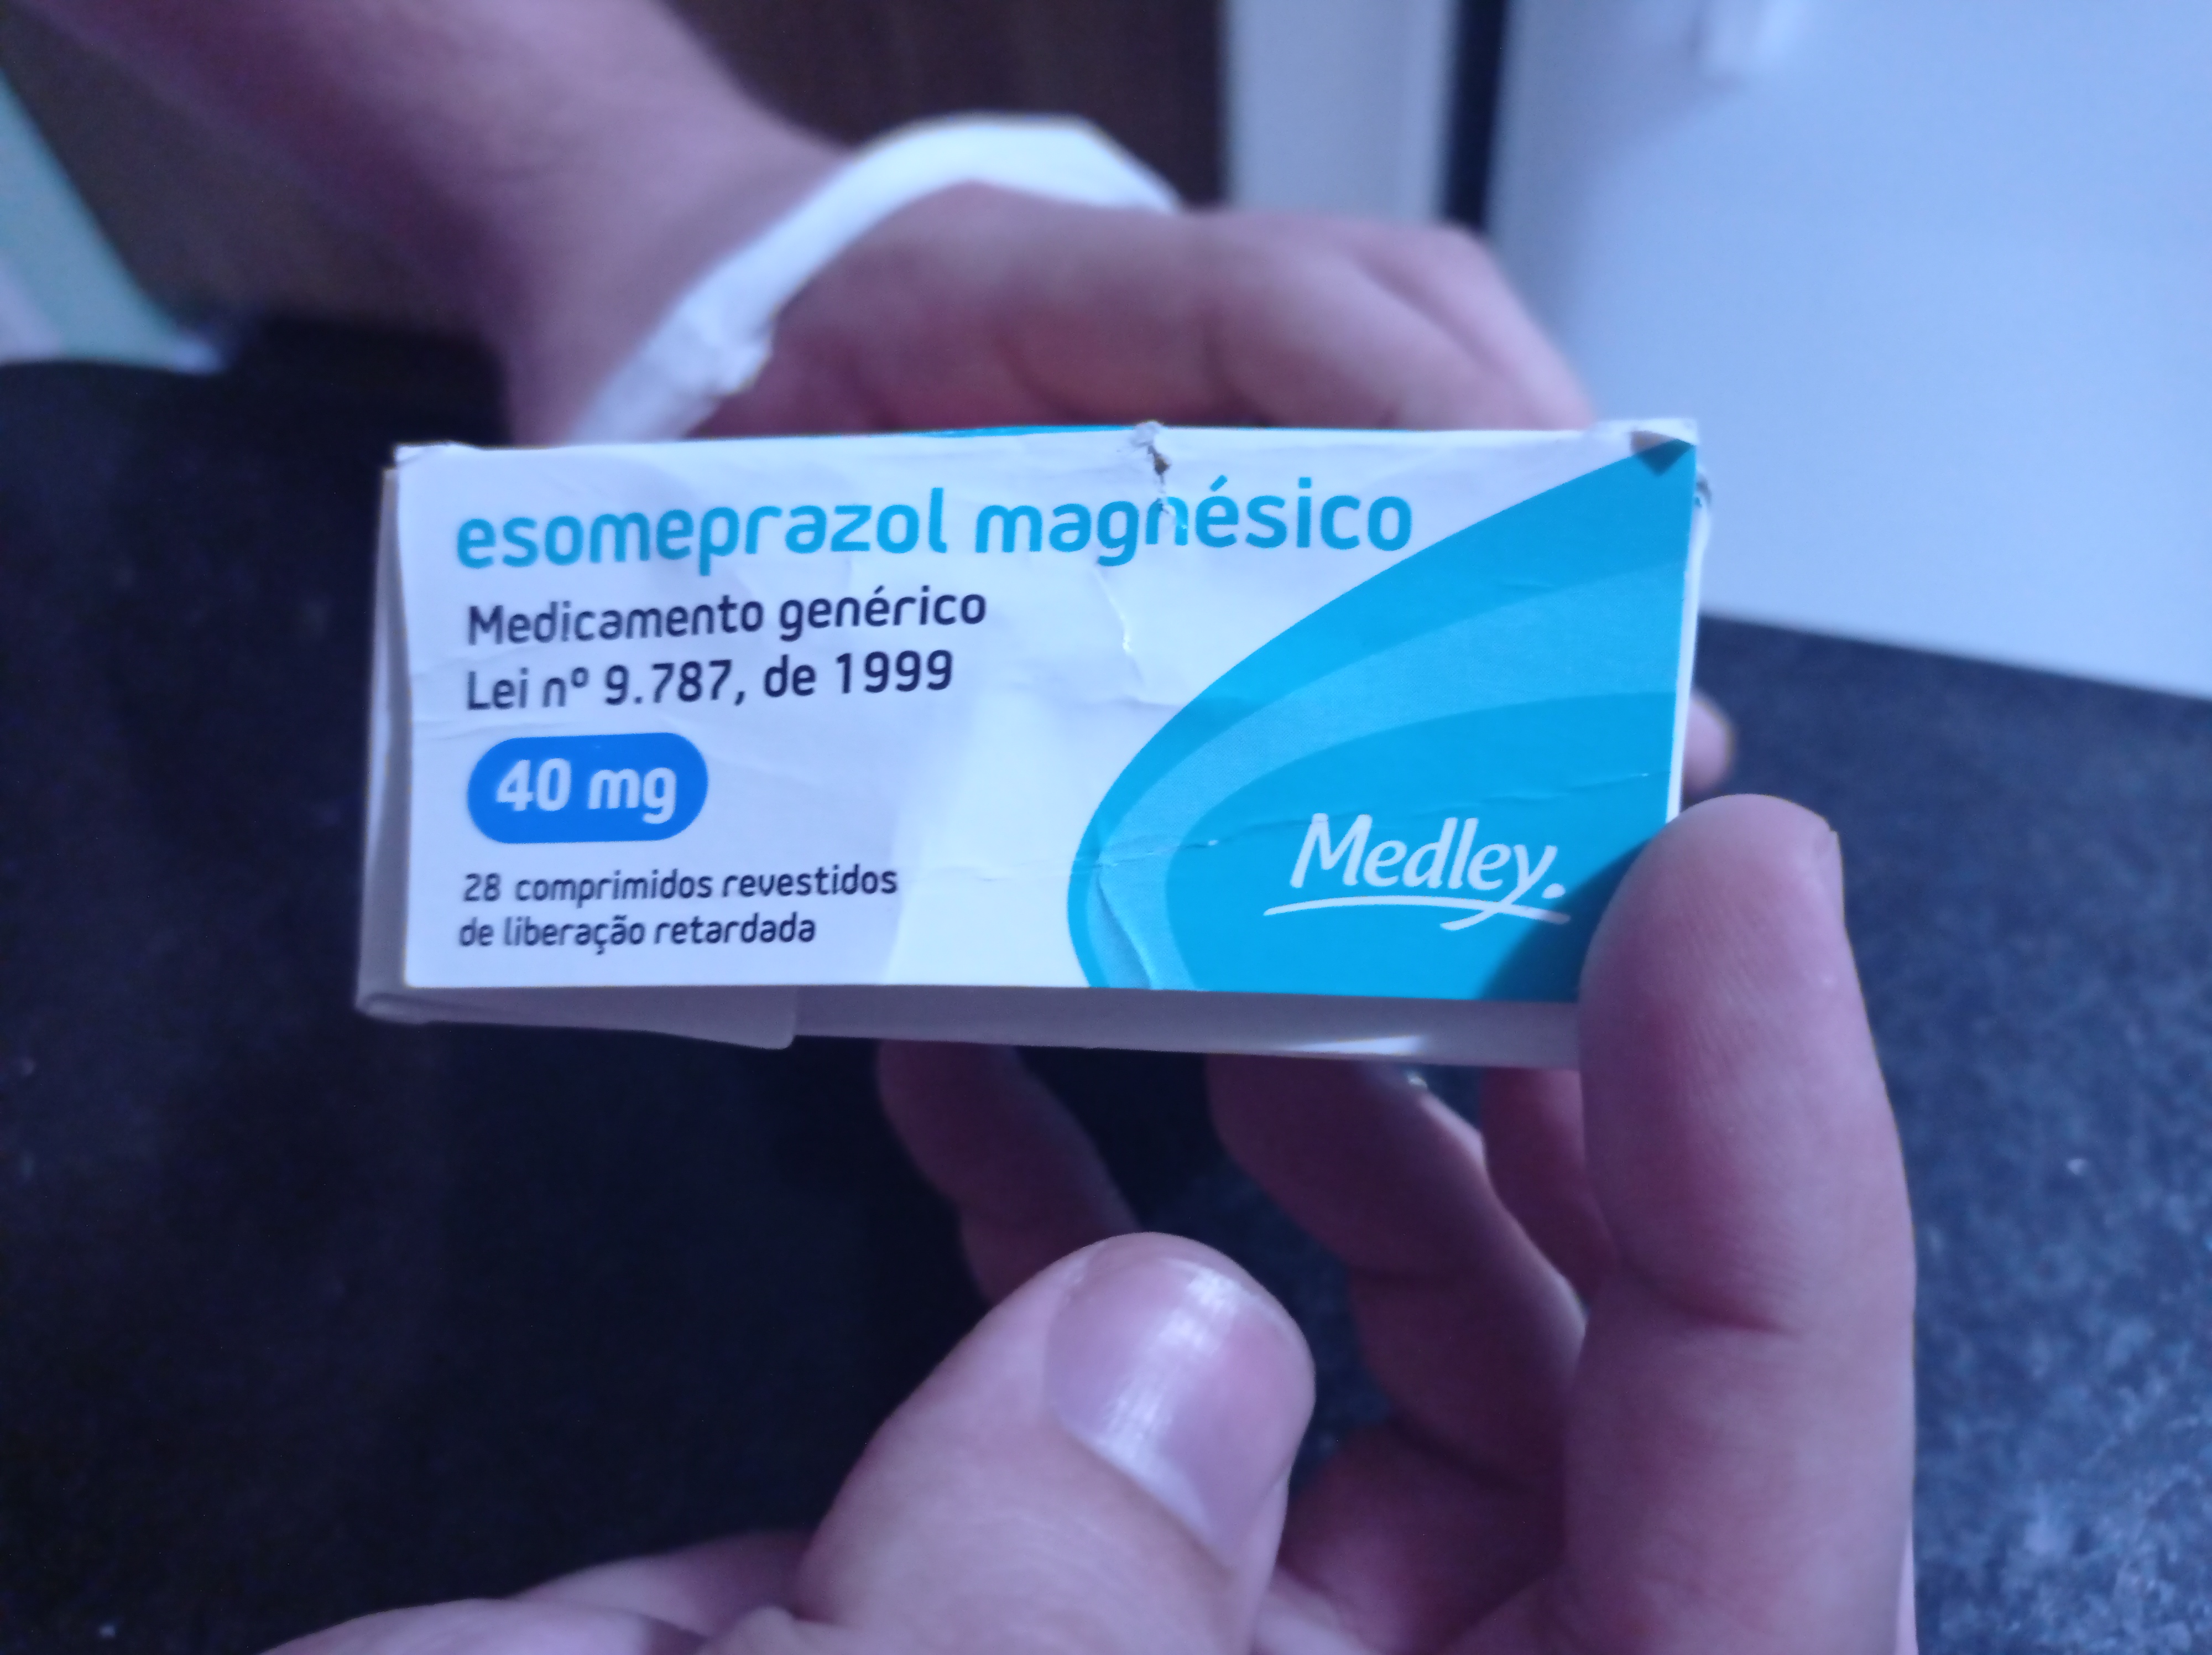 esomeprazol magnésico
Medicamento genérico
Lei nº 9.787, de 1999
40 mg
28 comprimidos revestidos
de liberação retardada
Medley.